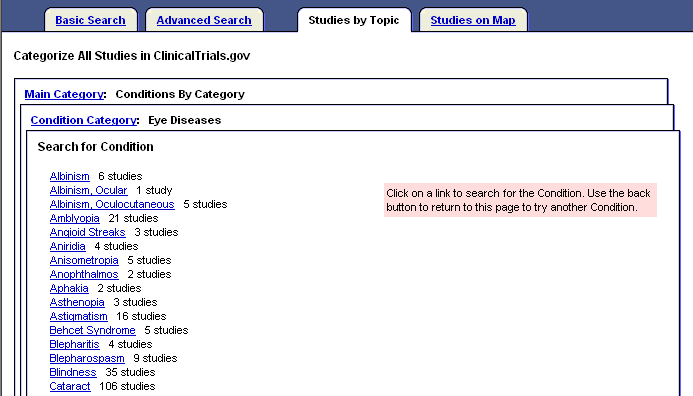 Basic Search Advanced Search Studies by Topic Studies on Map
Categorize All Studies in ClinicalTrials.gov
Main Category: Conditions By Category
Condition Category: Eye Diseases
Search for Condition
Albinism 6 studies
Albinism, Ocular 1 study
Albinism, Oculocutaneous 5 studies
Amblyopia 21 studies
Angioid Streaks 3 studies
Aniridia 4 studies
Anisometropia 5 studies
Anophthalmos 2 studies
Aphakia 2 studies
Asthenopia 3 studies
Astigmatism 16 studies
Behcet Syndrome 5 studies
Blepharitis 4 studies
Blepharospasm 9 studies
Blindness 35 studies
Cataract 106 studies
Click on a link to search for the Condition. Use the back
button to return to this page to try another Condition.